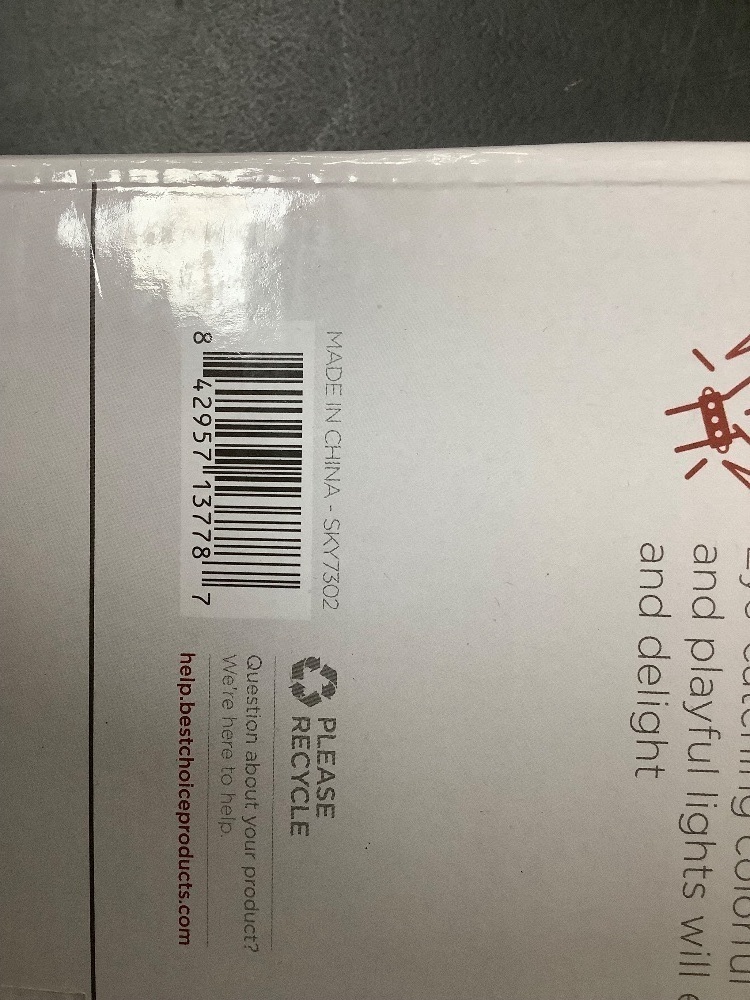 and playful lights will
and delight
MADE IN CHINA - SKY7302
8 42957 13778 7
PLEASE
RECYCLE
Question about your product?
We're here to help.
help.bestchoiceproducts.com